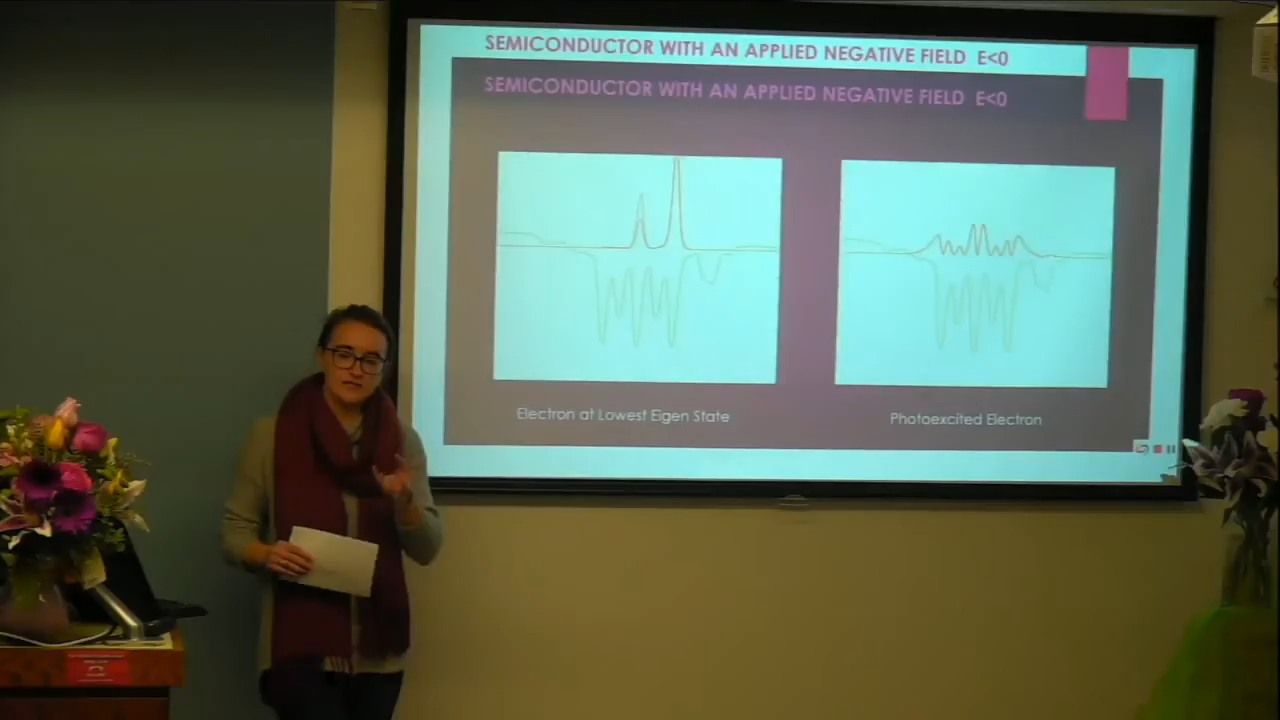 SEMICONDUCTOR WITH AN APPLIED NEGATIVE FIELD E<0
SEMICONDUCTOR WITH AN APPLIED NEGATIVE FIELD E<0
Electron at Lowest Eigen State
Photoexcited Electron